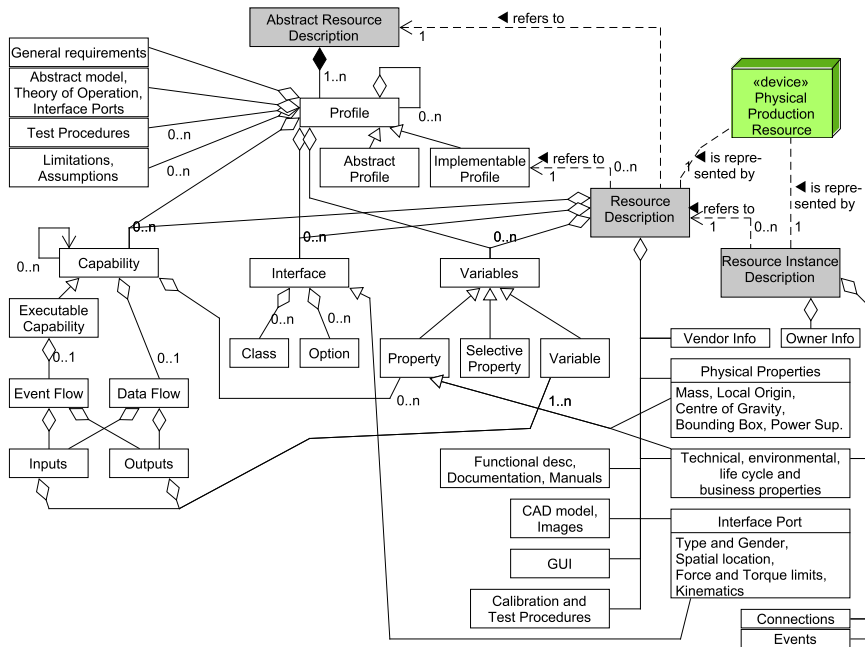 Abstract Resource
Description
◄ refers to
1
1..n
General requirements
Abstract model,
Theory of Operation,
Interface Ports
Test Procedures
0..n
Limitations,
Assumptions
0..n
Profile
0..n
Abstract
Profile
Implementable
Profile
◄ refers to
1
0..n
«device»
Physical
Production
Resource
1
◄ is repre-
sented by
◄ is repre-
sented by
1
Resource
Description
◄ refers to
1
0..n
Resource Instance
Description
0..n
0..n
0..n
0..n
Capability
Interface
Variables
Executable
Capability
0..n
0..n
Class
Option
Property
Selective
Property
Variable
0..1
0..1
0..n
1..n
Event Flow
Data Flow
Inputs
Outputs
Vendor Info
Owner Info
Physical Properties
Mass, Local Origin,
Centre of Gravity,
Bounding Box, Power Sup.
Functional desc,
Documentation, Manuals
Technical, environmental,
life cycle and
business properties
CAD model,
Images
Interface Port
Type and Gender,
Spatial location,
Force and Torque limits,
Kinematics
GUI
Calibration and
Test Procedures
Connections
Events